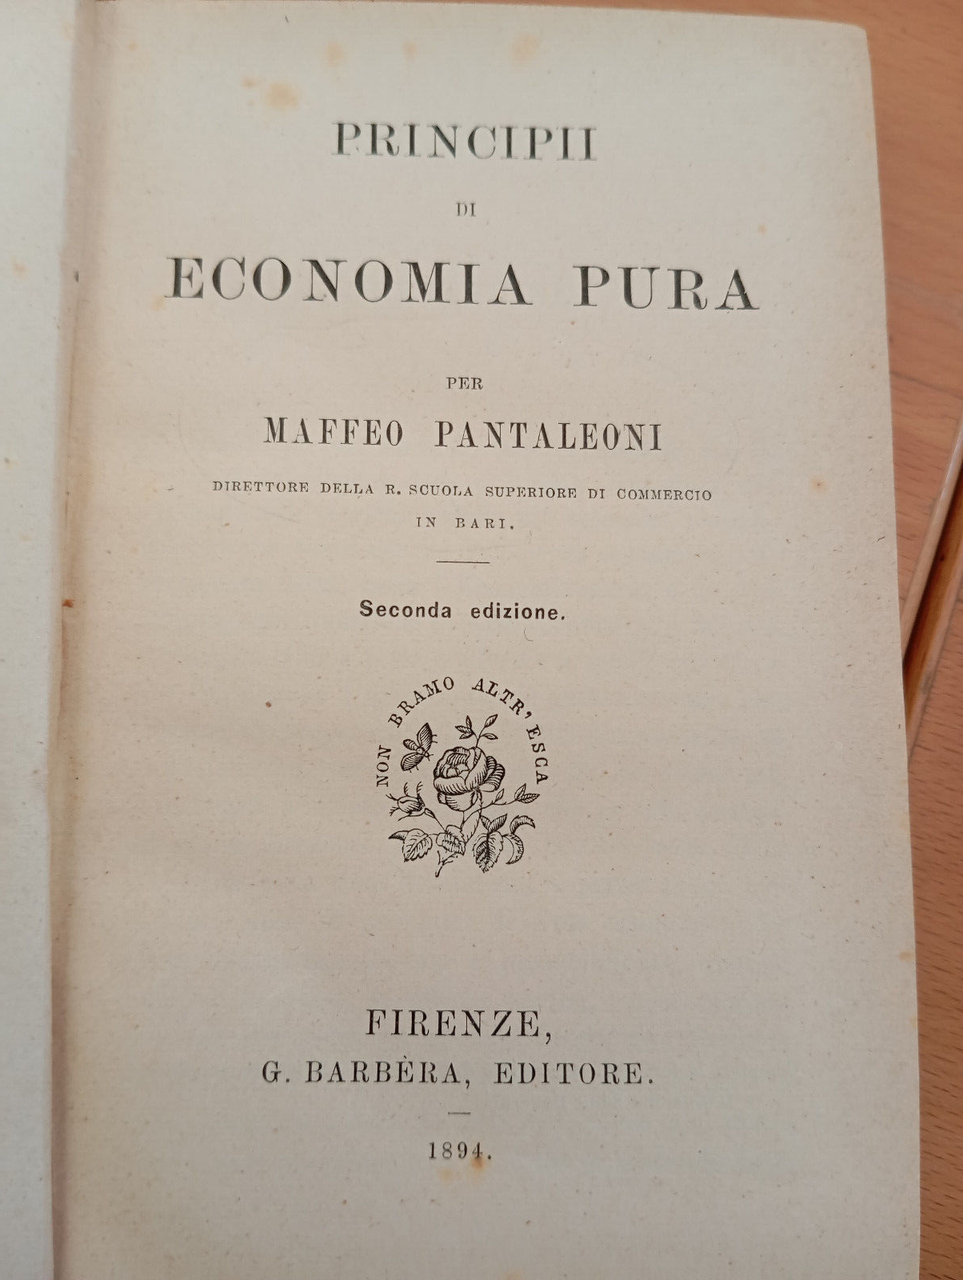 PRINCIPII
DI
ECONOMIA PURA
PER
MAFFEO PANTALEONI
DIRETTORE DELLA R. SCUOLA SUPERIORE DI COMMERCIO
IN BARI.
Seconda edizione.
NON BRAMO ALTR' ESCA
FIRENZE,
G. BARBÈRA, EDITORE.
1894.